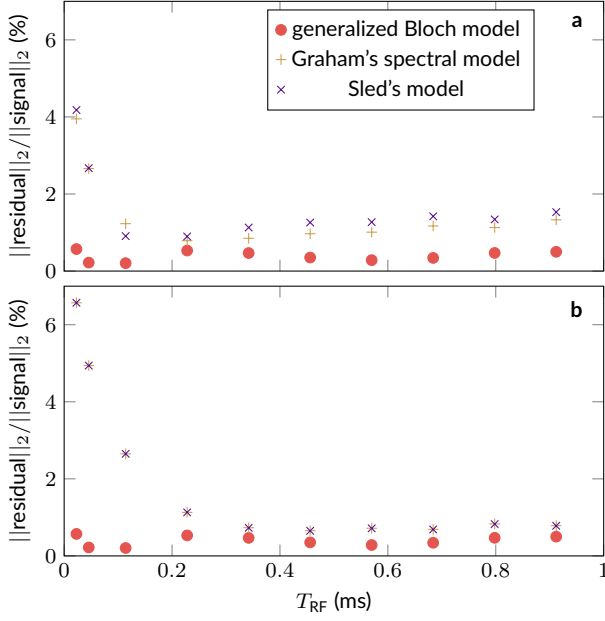 a
generalized Bloch model
Graham's spectral model
Sled's model
||residual||₂/||signal||₂ (%)
6
4
2
0
b
||residual||₂/||signal||₂ (%)
6
4
2
0
0 0.2 0.4 0.6 0.8 1
T_RF (ms)